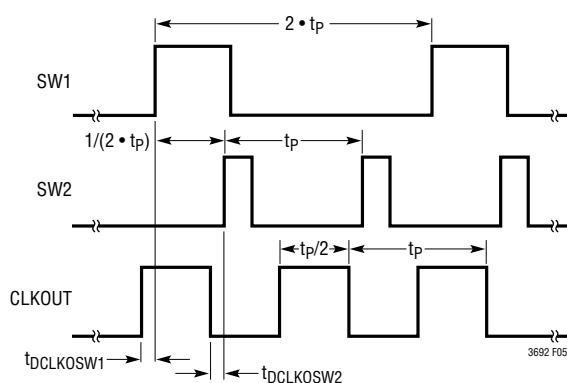 2 • tP
SW1
1/(2 • tP)
tP
SW2
tP/2
tP
CLKOUT
3692 F05
tDCLKOSW1
tDCLKOSW2